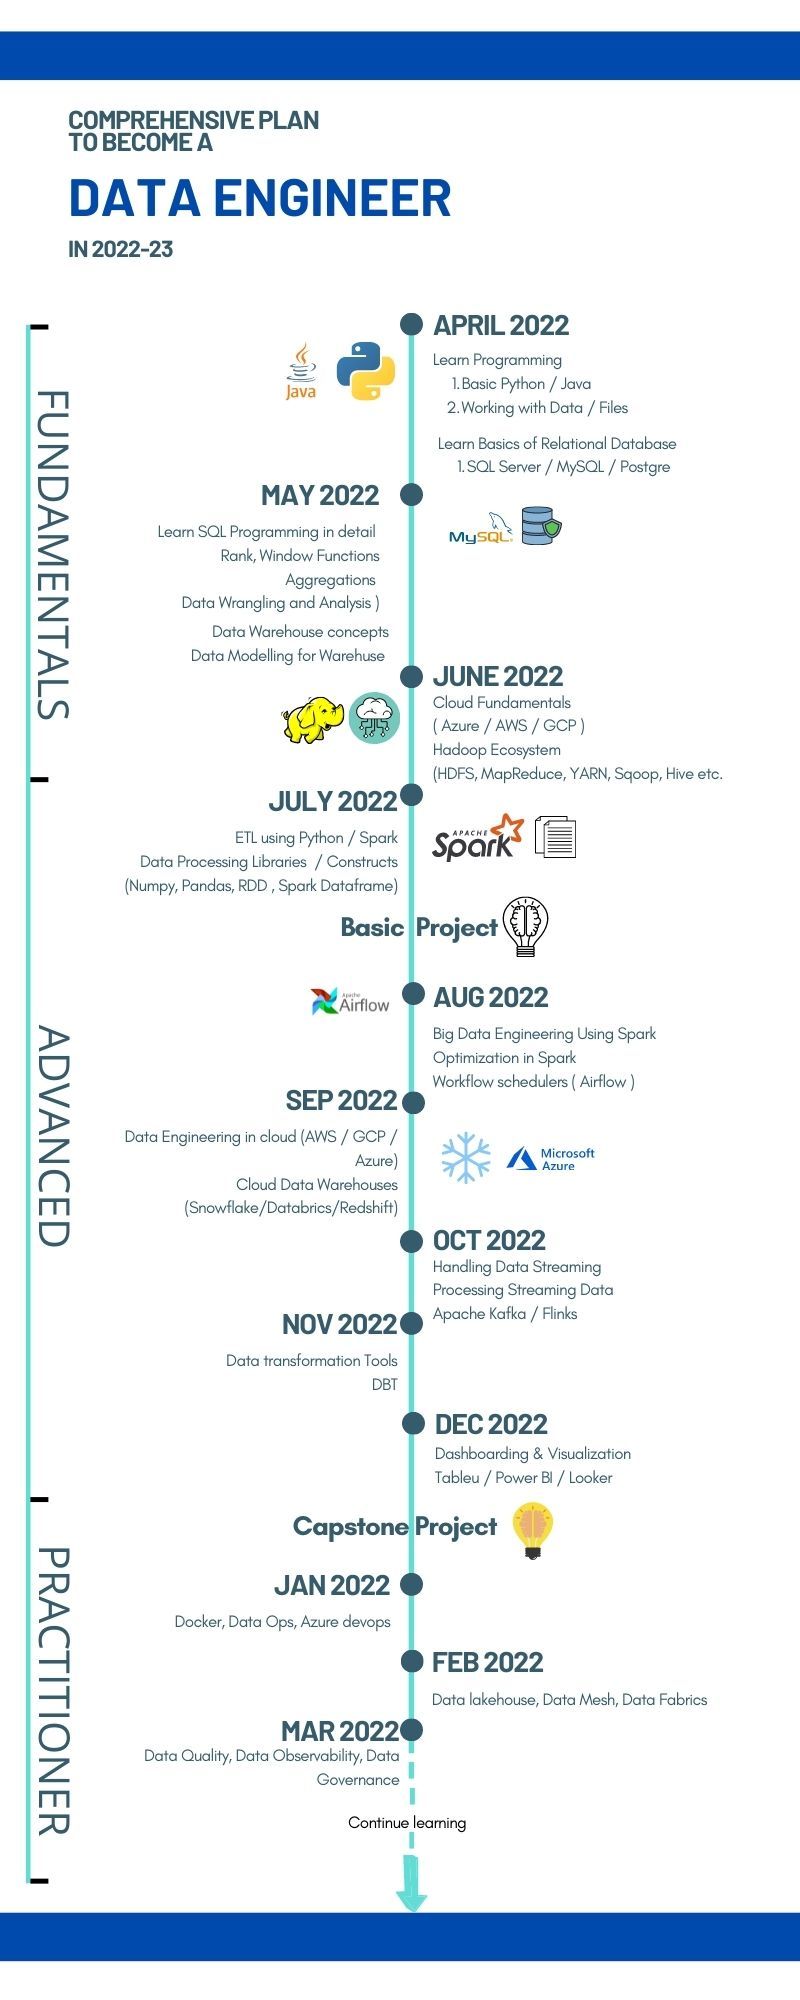 COMPREHENSIVE PLAN
TO BECOME A
DATA ENGINEER
IN 2022-23
FUNDAMENTALS
APRIL 2022
Java
Learn Programming
1. Basic Python / Java
2. Working with Data / Files
Learn Basics of Relational Database
1. SQL Server / MySQL / Postgre
MAY 2022
Learn SQL Programming in detail
Rank, Window Functions
Aggregations
Data Wrangling and Analysis )
Data Warehouse concepts
Data Modelling for Warehuse
MySQL
JUNE 2022
Cloud Fundamentals
( Azure / AWS / GCP )
Hadoop Ecosystem
(HDFS, MapReduce, YARN, Sqoop, Hive etc.
ADVANCED
JULY 2022
ETL using Python / Spark
Data Processing Libraries / Constructs
(Numpy, Pandas, RDD , Spark Dataframe)
APACHE
Spark
Basic Project
AUG 2022
Apache
Airflow
Big Data Engineering Using Spark
Optimization in Spark
Workflow schedulers ( Airflow )
SEP 2022
Data Engineering in cloud (AWS / GCP /
Azure)
Cloud Data Warehouses
(Snowflake/Databrics/Redshift)
Microsoft
Azure
OCT 2022
Handling Data Streaming
Processing Streaming Data
Apache Kafka / Flinks
NOV 2022
Data transformation Tools
DBT
DEC 2022
Dashboarding & Visualization
Tableu / Power BI / Looker
PRACTITIONER
Capstone Project
JAN 2022
Docker, Data Ops, Azure devops
FEB 2022
Data lakehouse, Data Mesh, Data Fabrics
MAR 2022
Data Quality, Data Observability, Data
Governance
Continue learning